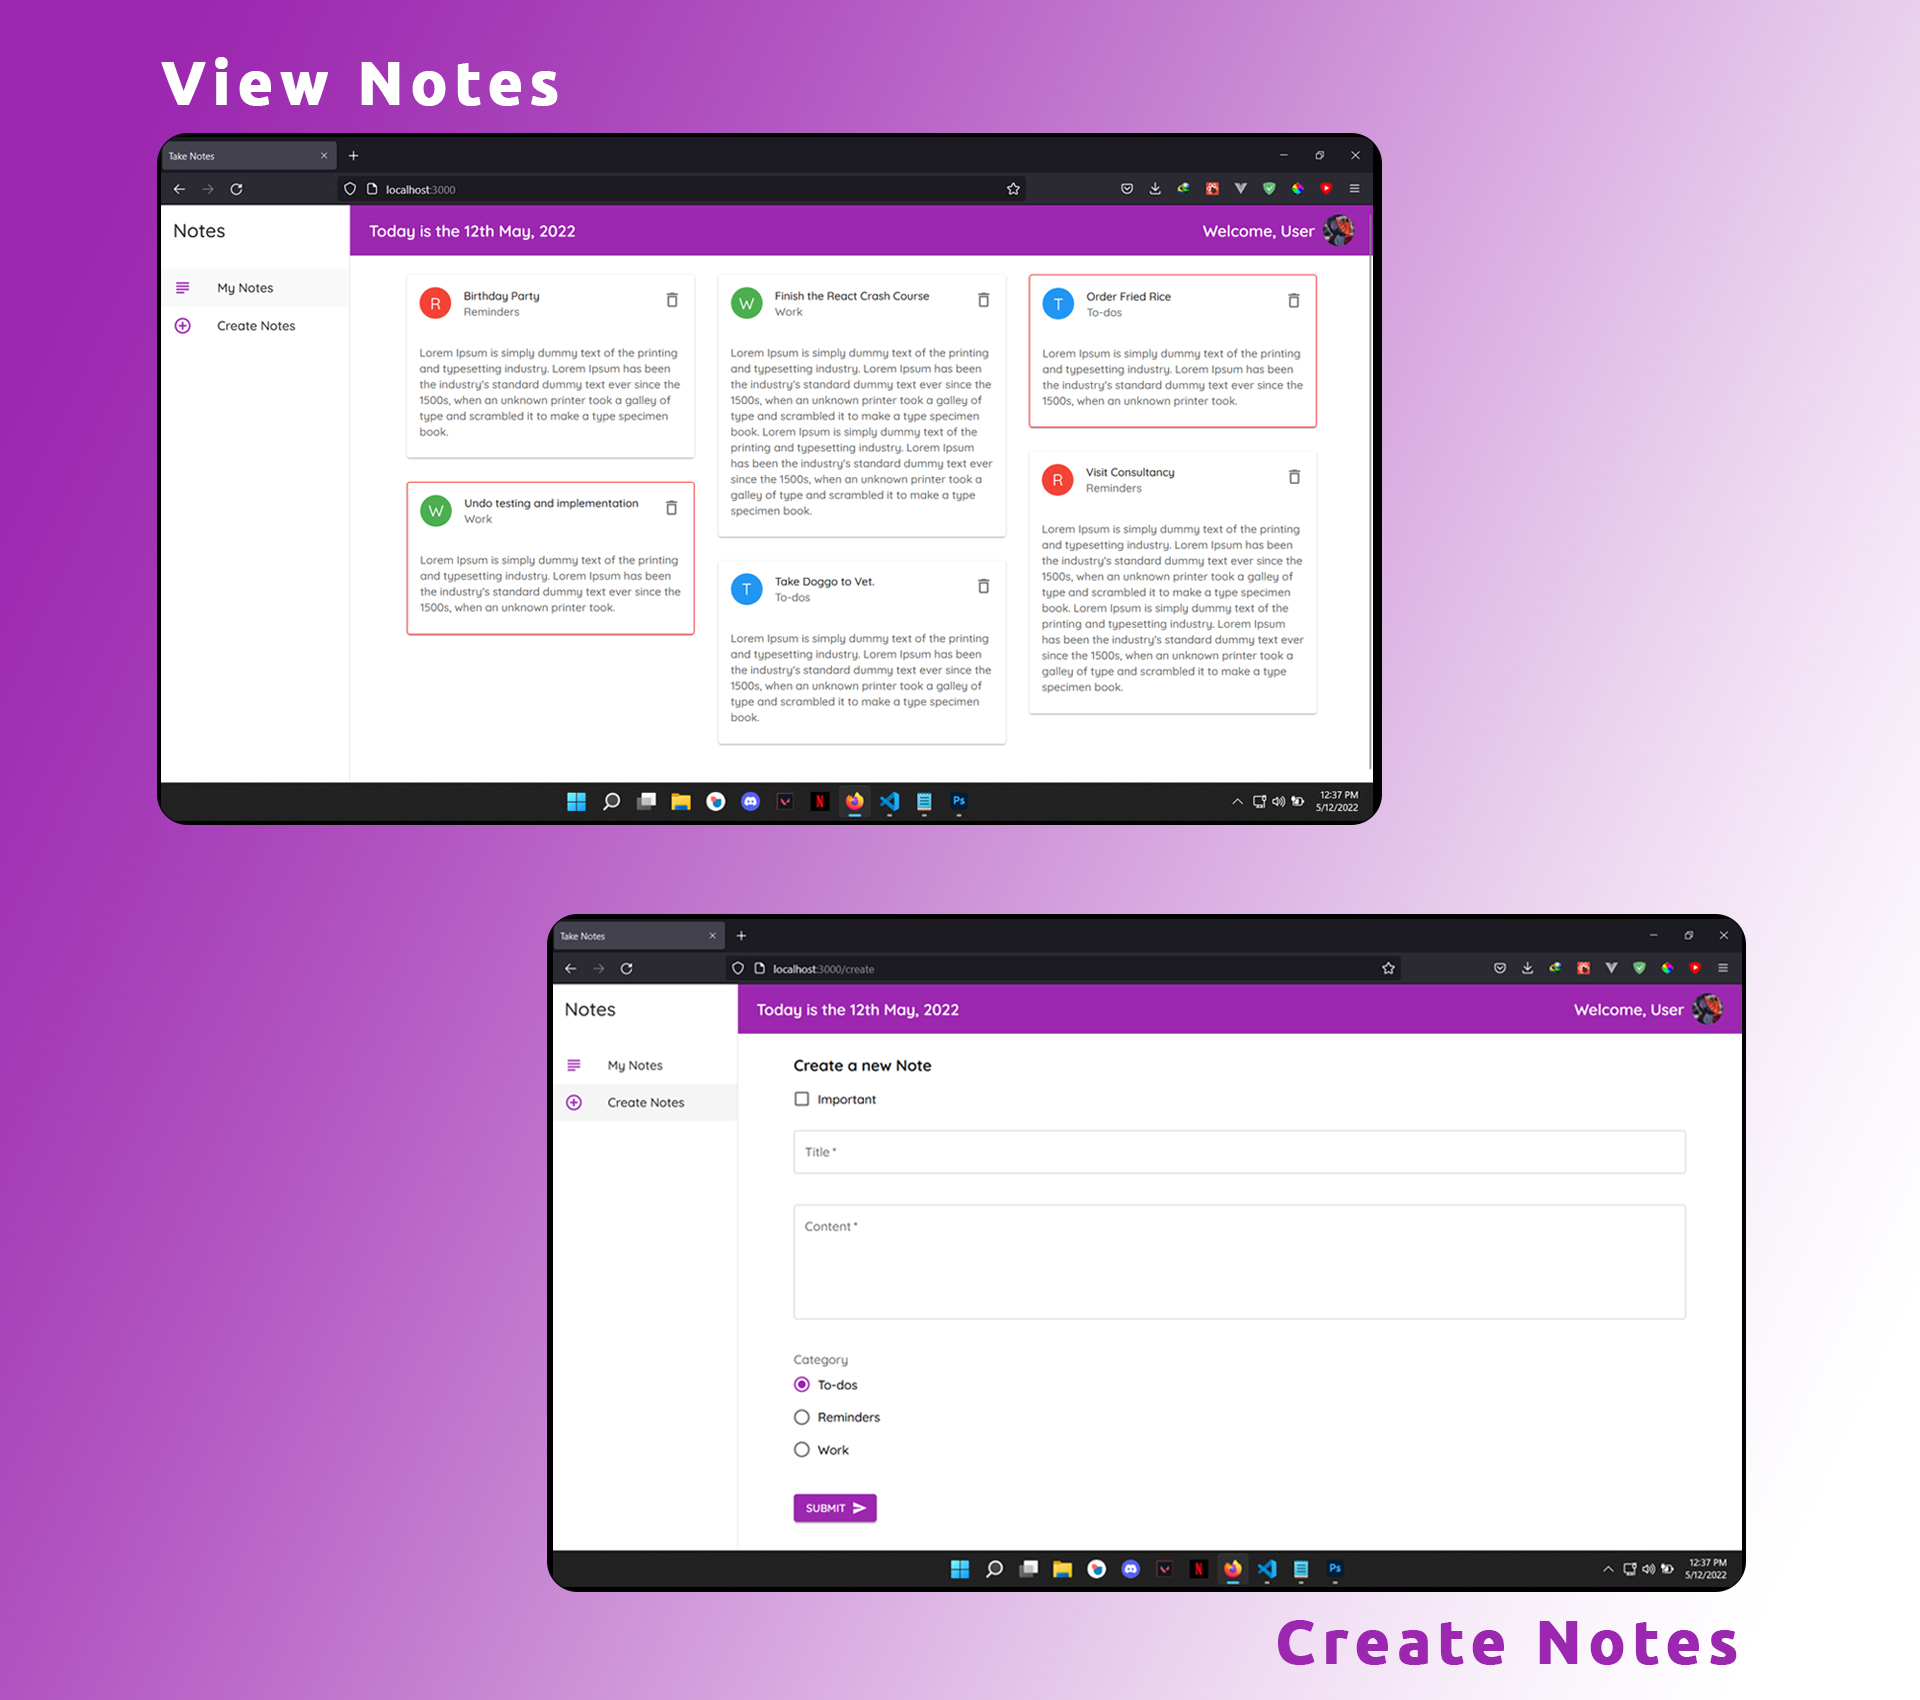 View Notes
Take Notes
localhost:3000
Notes
Today is the 12th May, 2022
Welcome, User
My Notes
Create Notes
R
Birthday Party
Reminders
Lorem Ipsum is simply dummy text of the printing
and typesetting industry. Lorem Ipsum has been
the industry's standard dummy text ever since the
1500s, when an unknown printer took a galley of
type and scrambled it to make a type specimen
book.
W
Undo testing and implementation
Work
Lorem Ipsum is simply dummy text of the printing
and typesetting industry. Lorem Ipsum has been
the industry's standard dummy text ever since the
1500s, when an unknown printer took.
W
Finish the React Crash Course
Work
Lorem Ipsum is simply dummy text of the printing
and typesetting industry. Lorem Ipsum has been
the industry's standard dummy text ever since the
1500s, when an unknown printer took a galley of
type and scrambled it to make a type specimen
book. Lorem Ipsum is simply dummy text of the
printing and typesetting industry. Lorem Ipsum
has been the industry's standard dummy text ever
since the 1500s, when an unknown printer took a
galley of type and scrambled it to make a type
specimen book.
T
Take Doggo to Vet.
To-dos
Lorem Ipsum is simply dummy text of the printing
and typesetting industry. Lorem Ipsum has been
the industry's standard dummy text ever since the
1500s, when an unknown printer took a galley of
type and scrambled it to make a type specimen
book.
T
Order Fried Rice
To-dos
Lorem Ipsum is simply dummy text of the printing
and typesetting industry. Lorem Ipsum has been
the industry's standard dummy text ever since the
1500s, when an unknown printer took.
R
Visit Consultancy
Reminders
Lorem Ipsum is simply dummy text of the printing
and typesetting industry. Lorem Ipsum has been
the industry's standard dummy text ever since the
1500s, when an unknown printer took a galley of
type and scrambled it to make a type specimen
book. Lorem Ipsum is simply dummy text of the
printing and typesetting industry. Lorem Ipsum
has been the industry's standard dummy text ever
since the 1500s, when an unknown printer took a
galley of type and scrambled it to make a type
specimen book.
N
Ps
12:37 PM
5/12/2022
Take Notes
localhost:3000/create
Notes
Today is the 12th May, 2022
Welcome, User
My Notes
Create Notes
Create a new Note
Important
Title *
Content *
Category
To-dos
Reminders
Work
SUBMIT
N
Ps
12:37 PM
5/12/2022
Create Notes